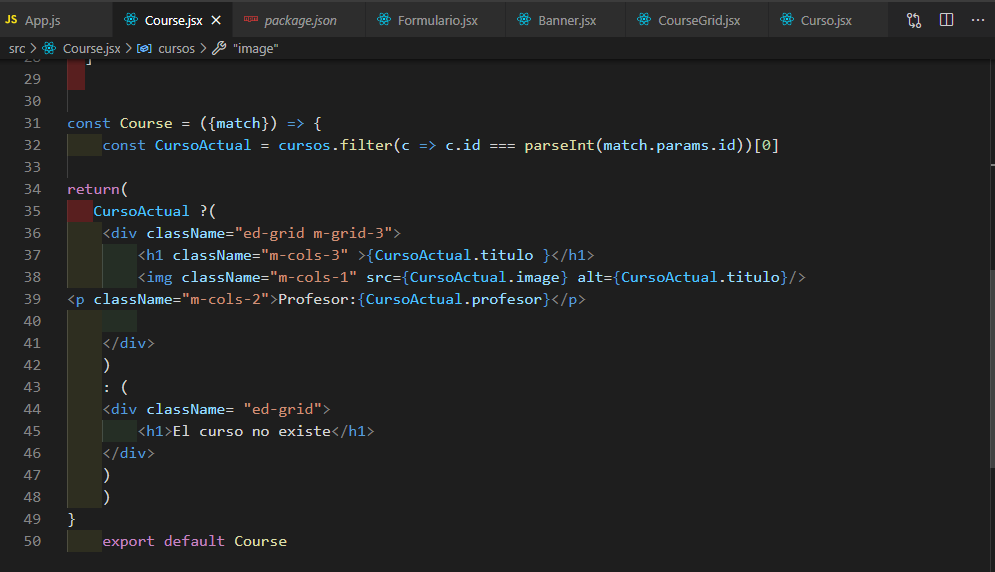 JS App.js Course.jsx × package.json Formulario.jsx Banner.jsx CourseGrid.jsx Curso.jsx ...
src > Course.jsx > cursos > "image"
28 ]
29
30
31 const Course = ({match}) => {
32 const CursoActual = cursos.filter(c => c.id === parseInt(match.params.id))[0]
33
34 return(
35 CursoActual ?(
36 <div className="ed-grid m-grid-3">
37 <h1 className="m-cols-3" >{CursoActual.titulo }</h1>
38 <img className="m-cols-1" src={CursoActual.image} alt={CursoActual.titulo}/>
39 <p className="m-cols-2">Profesor:{CursoActual.profesor}</p>
40
41 </div>
42 )
43 : (
44 <div className= "ed-grid">
45 <h1>El curso no existe</h1>
46 </div>
47 )
48 )
49 }
50 export default Course